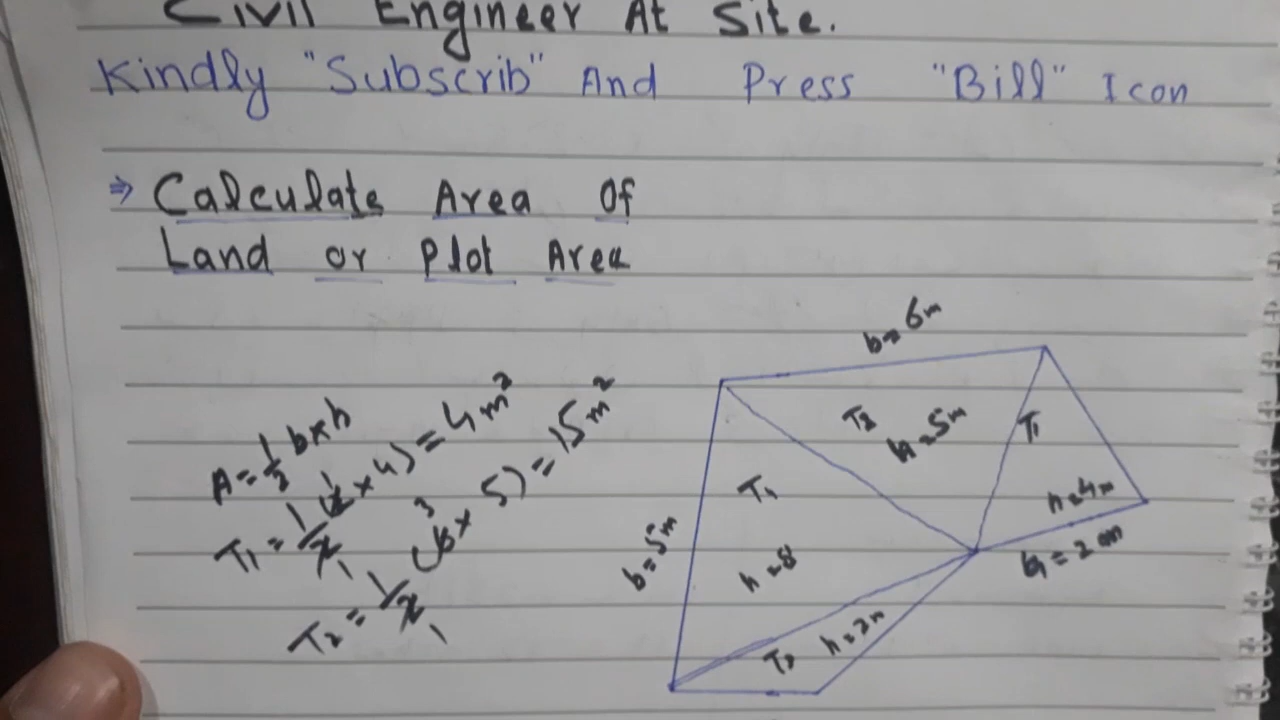 Civil Engineer At Site.
Kindly "Subscrib" And Press "Bill" Icon
⇒ Calculate Area Of
Land or Plot Area
A = 1/2 b x h
T1 = 1/2 (2 x 4) = 4m²
T2 = 1/2 (6 x 5) = 15m²
b = 6m
T2
h = 5m
T1
h = 4m
b = 2m
b = 5m
h = 8
h = 2m